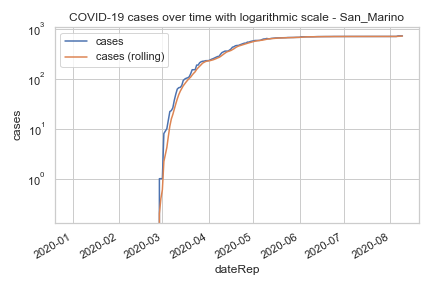 COVID-19 cases over time with logarithmic scale - San_Marino
cases
cases (rolling)
10³
10²
10¹
10⁰
cases
2020-01
2020-02
2020-03
2020-04
2020-05
2020-06
2020-07
2020-08
dateRep